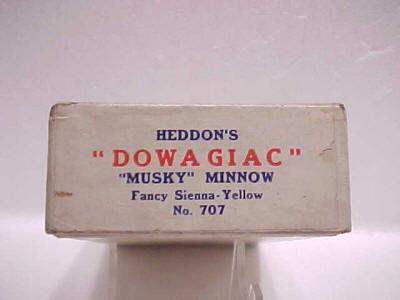 HEDDON'S
"DOWAGIAC"
"MUSKY" MINNOW
Fancy Sienna-Yellow
No. 707